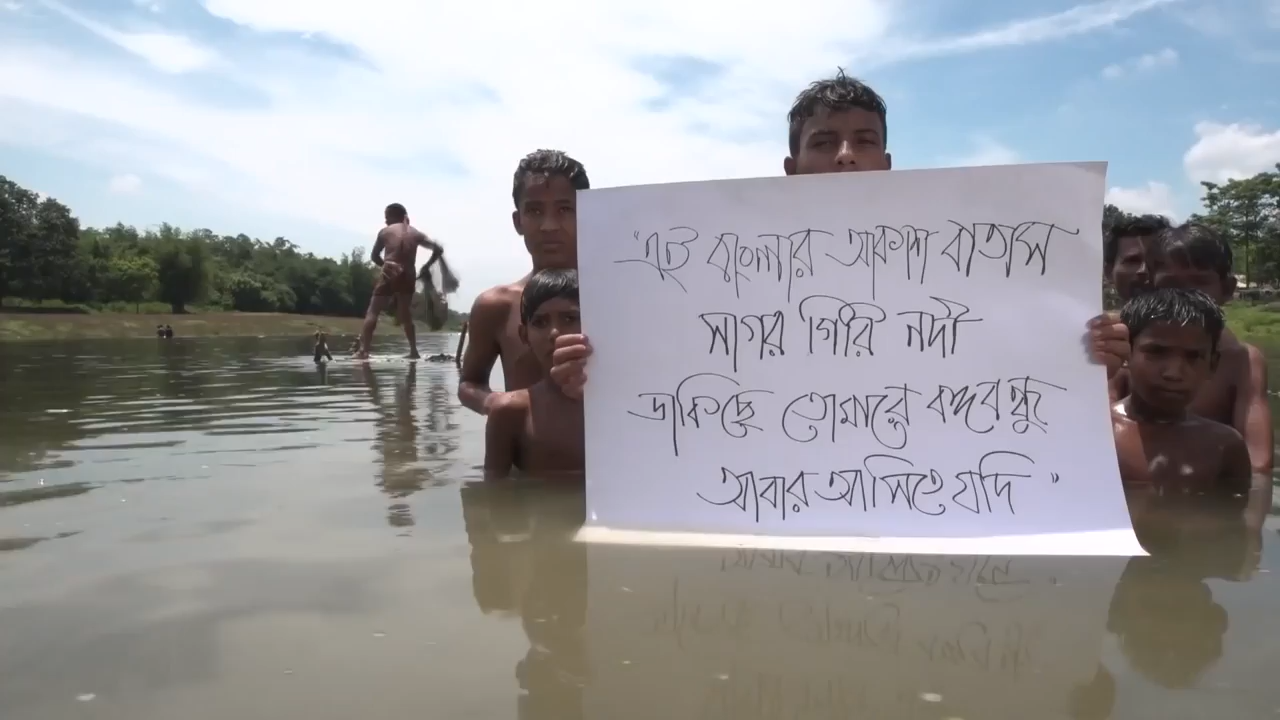 "এই বাংলার আকাশ বাতাস
সাগর গিরি নদী
ডাকিছে তোমারে বঙ্গবন্ধু
আবার আসিতে যদি"